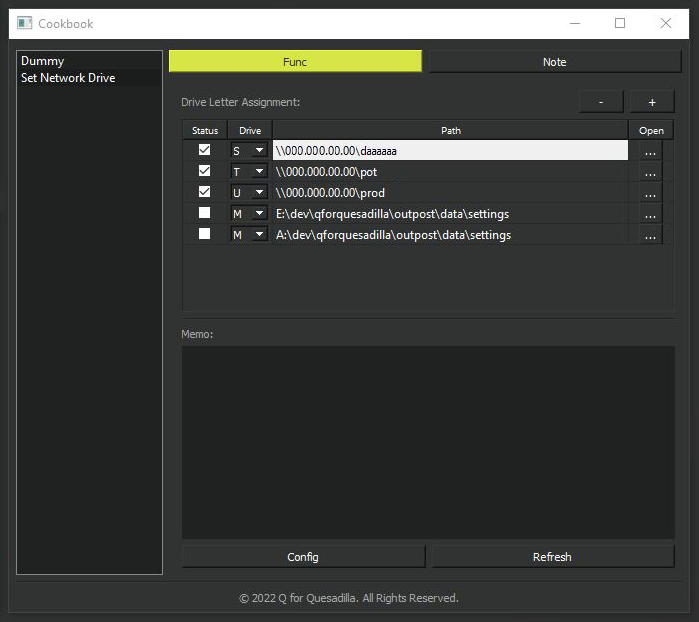 Cookbook
Dummy
Set Network Drive
Func
Note
Drive Letter Assignment:
-
+
Status Drive Path Open
S \\000.000.00.00\daaaaaa ...
T \\000.000.00.00\pot ...
U \\000.000.00.00\prod ...
M E:\dev\qforquesadilla\outpost\data\settings ...
M A:\dev\qforquesadilla\outpost\data\settings ...
Memo:
Config
Refresh
© 2022 Q for Quesadilla. All Rights Reserved.